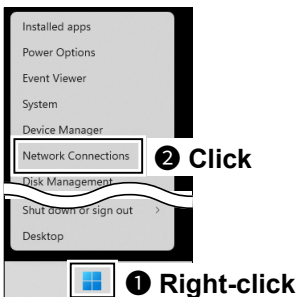 Installed apps
Power Options
Event Viewer
System
Device Manager
Network Connections
❷ Click
Disk Management
Shut down or sign out >
Desktop
❶ Right-click